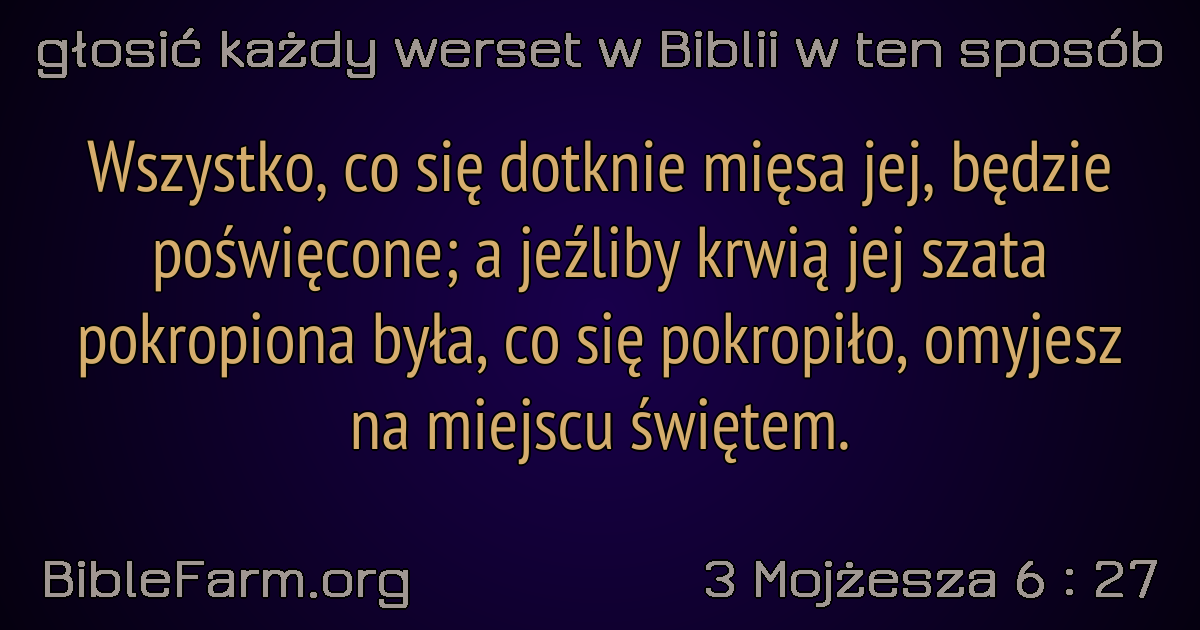 głosić każdy werset w Biblii w ten sposób
Wszystko, co się dotknie mięsa jej, będzie
poświęcone; a jeźliby krwią jej szata
pokropiona była, co się pokropiło, omyjesz
na miejscu świętem.
BibleFarm.org
3 Mojżesza 6 : 27